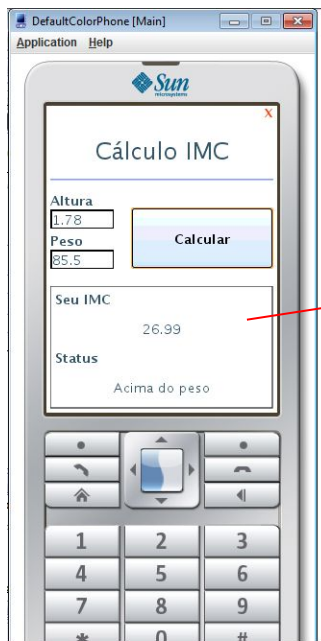 DefaultColorPhone [Main]
Application Help
Sun
microsystems
X
Cálculo IMC
Altura
1.78
Peso
85.5
Calcular
Seu IMC
26.99
Status
Acima do peso
1 2 3
4 5 6
7 8 9
* 0 #